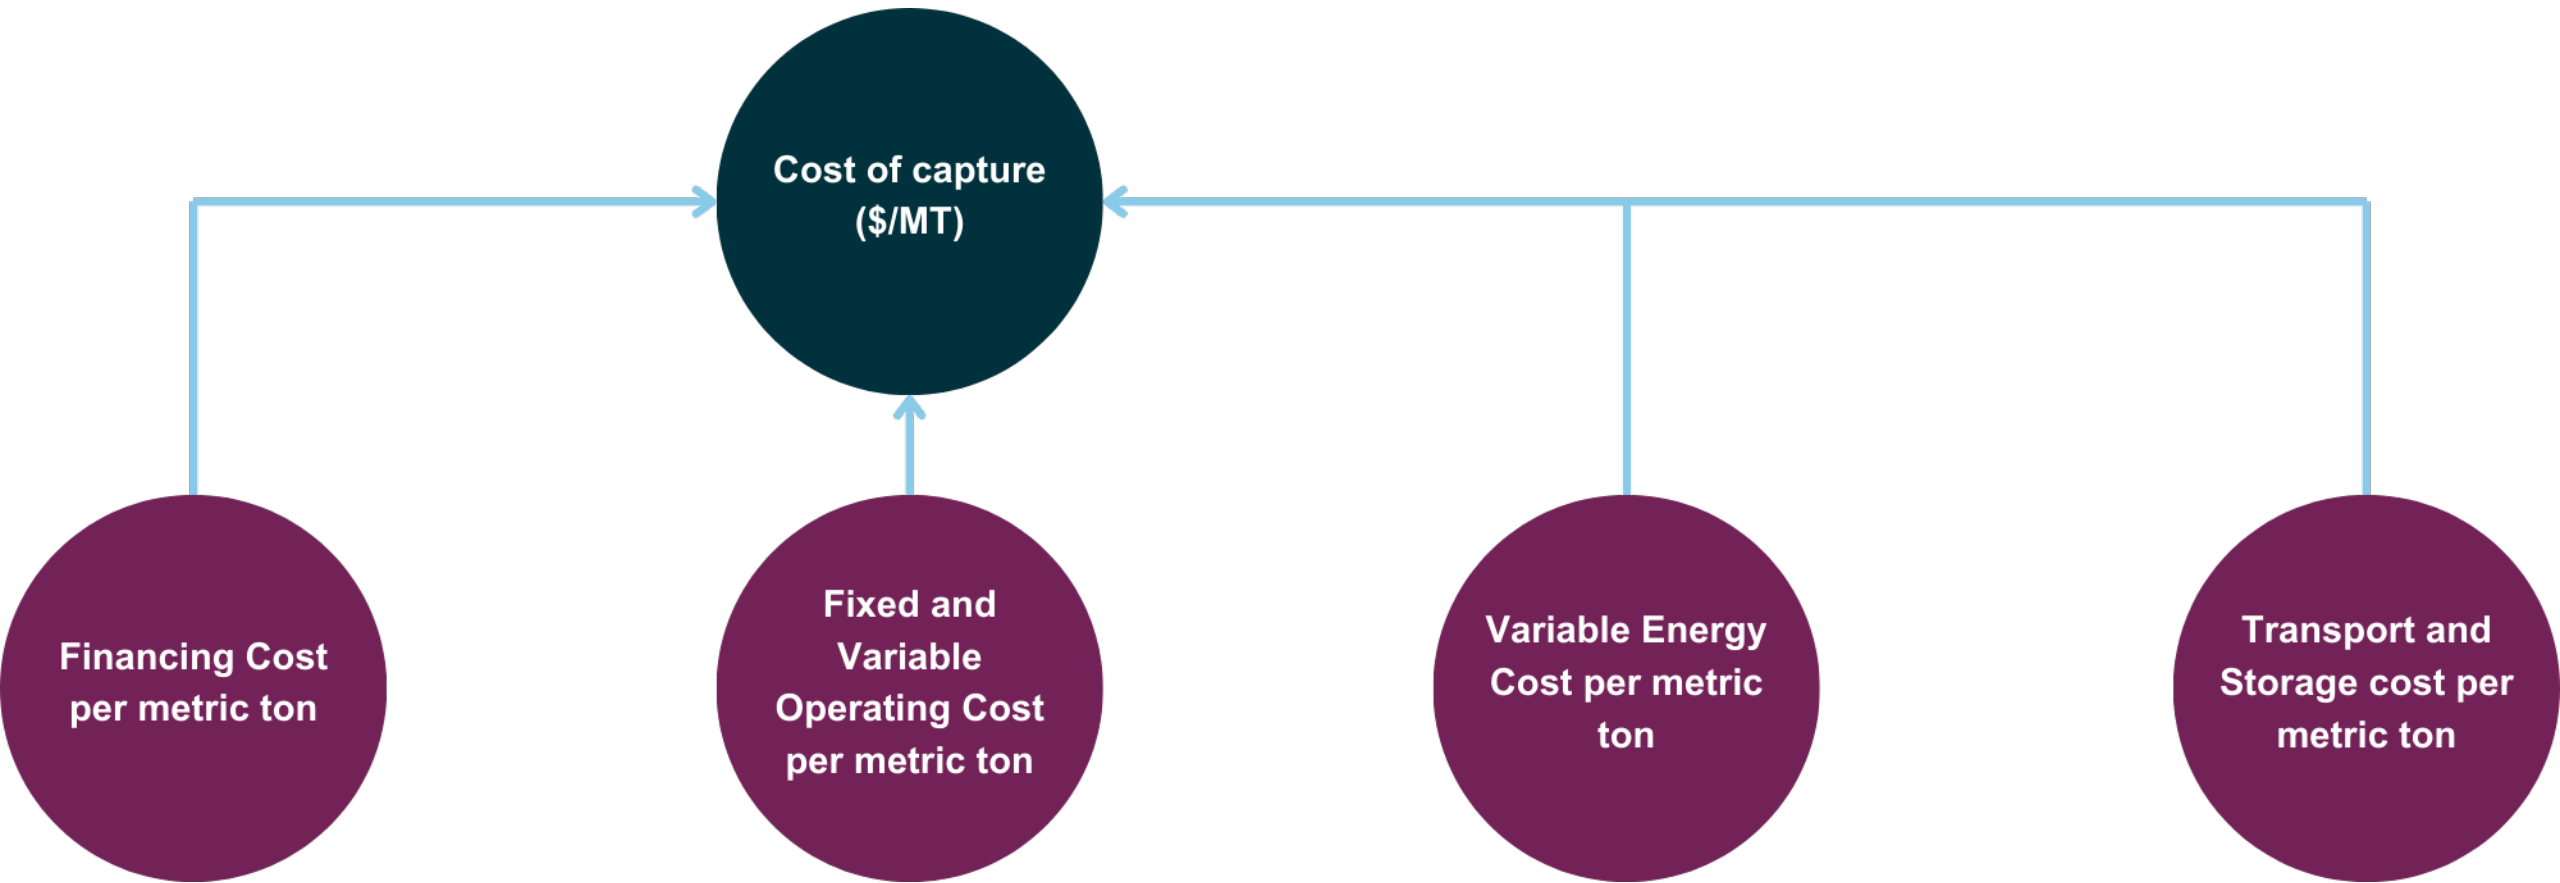 Cost of capture
($/MT)
Financing Cost
per metric ton
Fixed and
Variable
Operating Cost
per metric ton
Variable Energy
Cost per metric
ton
Transport and
Storage cost per
metric ton